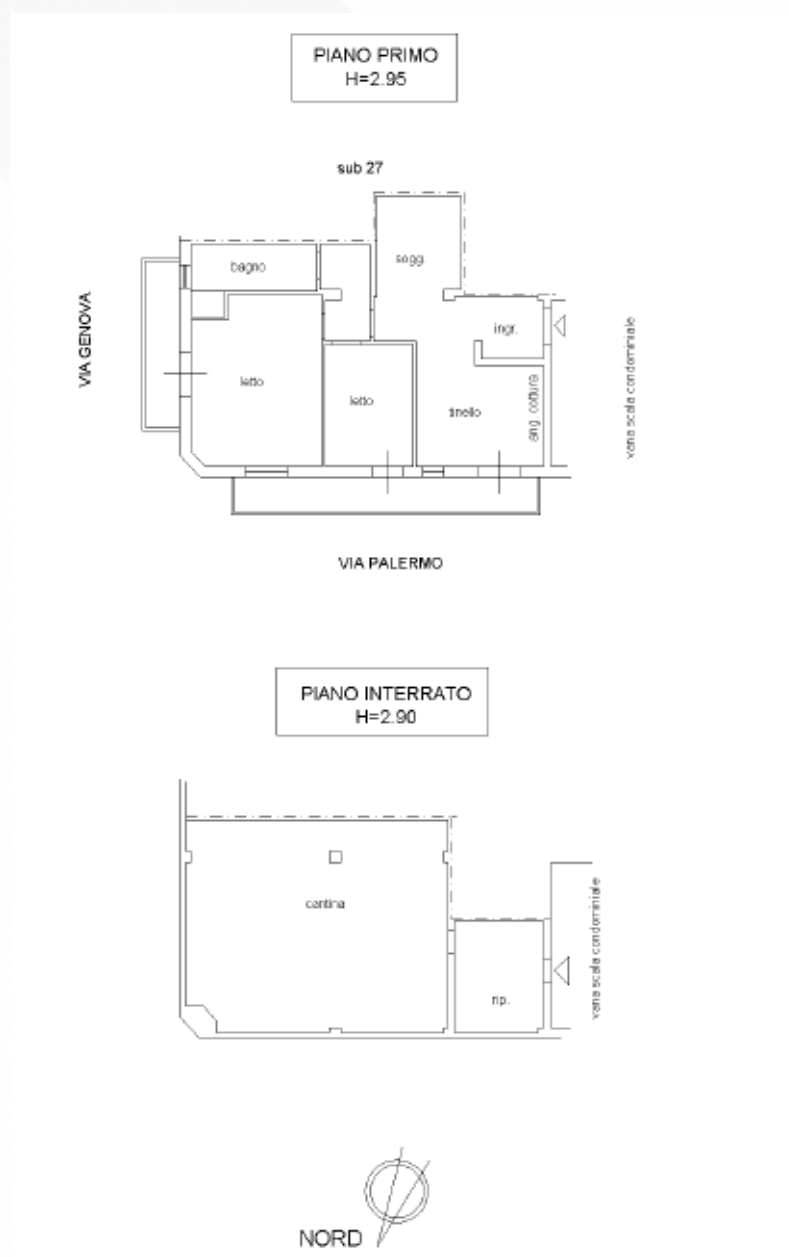 PIANO PRIMO
H=2.95
sub 27
bagno
sogg.
ingr.
VIA GENOVA
vano scala condominiale
letto
letto
tinello
ang. cottura
VIA PALERMO
PIANO INTERRATO
H=2.90
cantina
rip.
vano scala condominiale
NORD